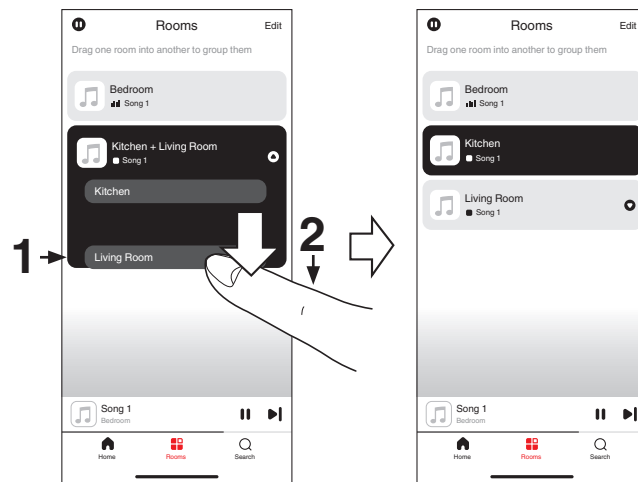 Rooms
Edit
Drag one room into another to group them
Bedroom
Song 1
Kitchen + Living Room
Song 1
Kitchen
Living Room
1
2
Song 1
Bedroom
Home
Rooms
Search
Rooms
Edit
Drag one room into another to group them
Bedroom
Song 1
Kitchen
Song 1
Living Room
Song 1
Song 1
Bedroom
Home
Rooms
Search